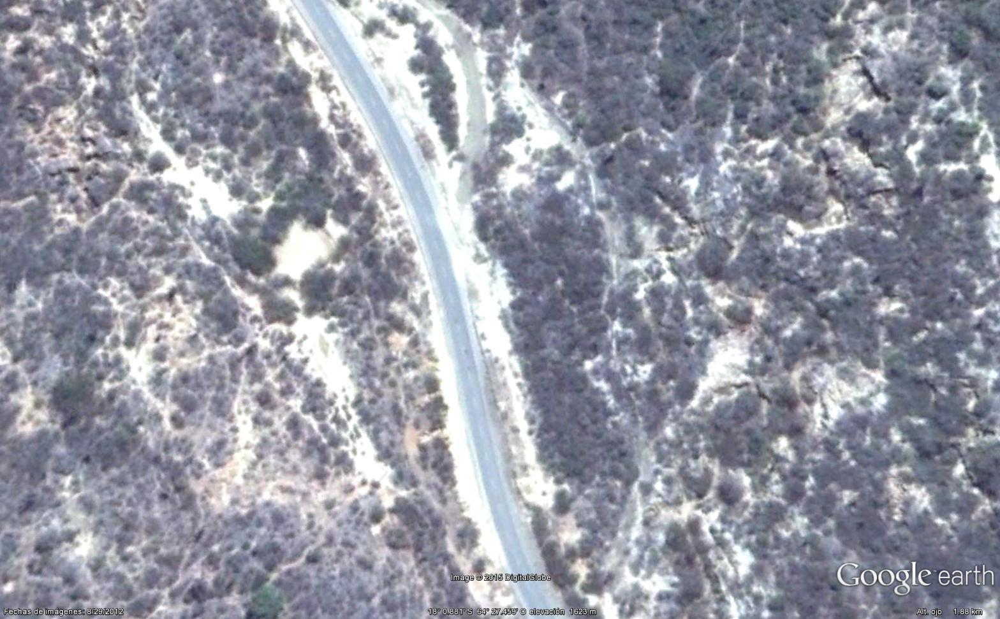 Image © 2015 DigitalGlobe
Google earth
Fechas de imágenes: 8/29/2012 18° 0.881' S 64° 27.459' O elevación 1623 m Alt. ojo 1.88 km